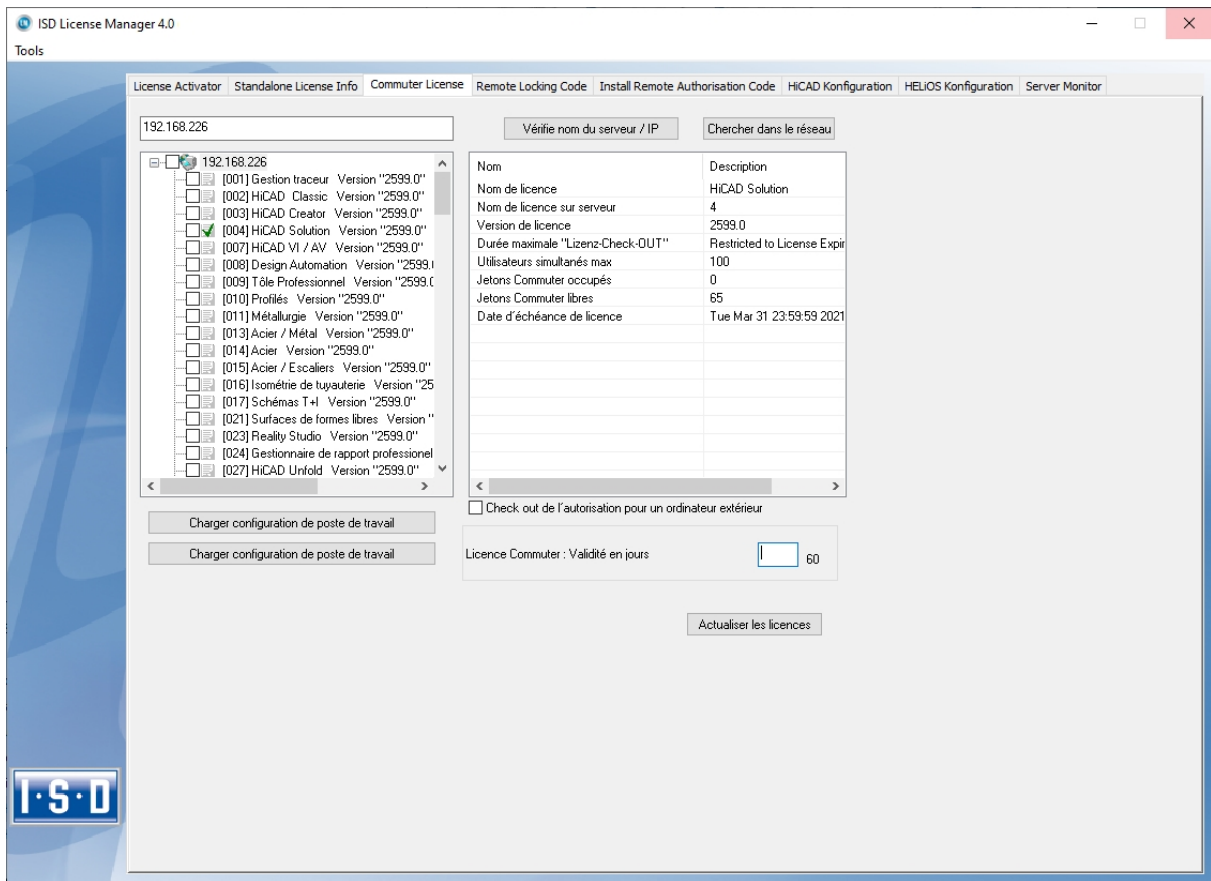 ISD License Manager 4.0
Tools
License Activator Standalone License Info Commuter License Remote Locking Code Install Remote Authorisation Code HiCAD Konfiguration HELiOS Konfiguration Server Monitor
192.168.226
Vérifie nom du serveur / IP
Chercher dans le réseau
192.168.226
[001] Gestion traceur Version "2599.0"
[002] HiCAD Classic Version "2599.0"
[003] HiCAD Creator Version "2599.0"
[004] HiCAD Solution Version "2599.0"
[007] HiCAD VI / AV Version "2599.0"
[008] Design Automation Version "2599.
[009] Tôle Professionnel Version "2599.0
[010] Profilés Version "2599.0"
[011] Métallurgie Version "2599.0"
[013] Acier / Métal Version "2599.0"
[014] Acier Version "2599.0"
[015] Acier / Escaliers Version "2599.0"
[016] Isométrie de tuyauterie Version "25
[017] Schémas T+I Version "2599.0"
[021] Surfaces de formes libres Version "
[023] Reality Studio Version "2599.0"
[024] Gestionnaire de rapport professionel
[027] HiCAD Unfold Version "2599.0"
Nom Description
Nom de licence HiCAD Solution
Nom de licence sur serveur 4
Version de licence 2599.0
Durée maximale "Lizenz-Check-OUT" Restricted to License Expir
Utilisateurs simultanés max 100
Jetons Commuter occupés 0
Jetons Commuter libres 65
Date d´échéance de licence Tue Mar 31 23:59:59 2021
Check out de l´autorisation pour un ordinateur extérieur
Charger configuration de poste de travail
Charger configuration de poste de travail
Licence Commuter : Validité en jours 60
Actualiser les licences
I·S·D